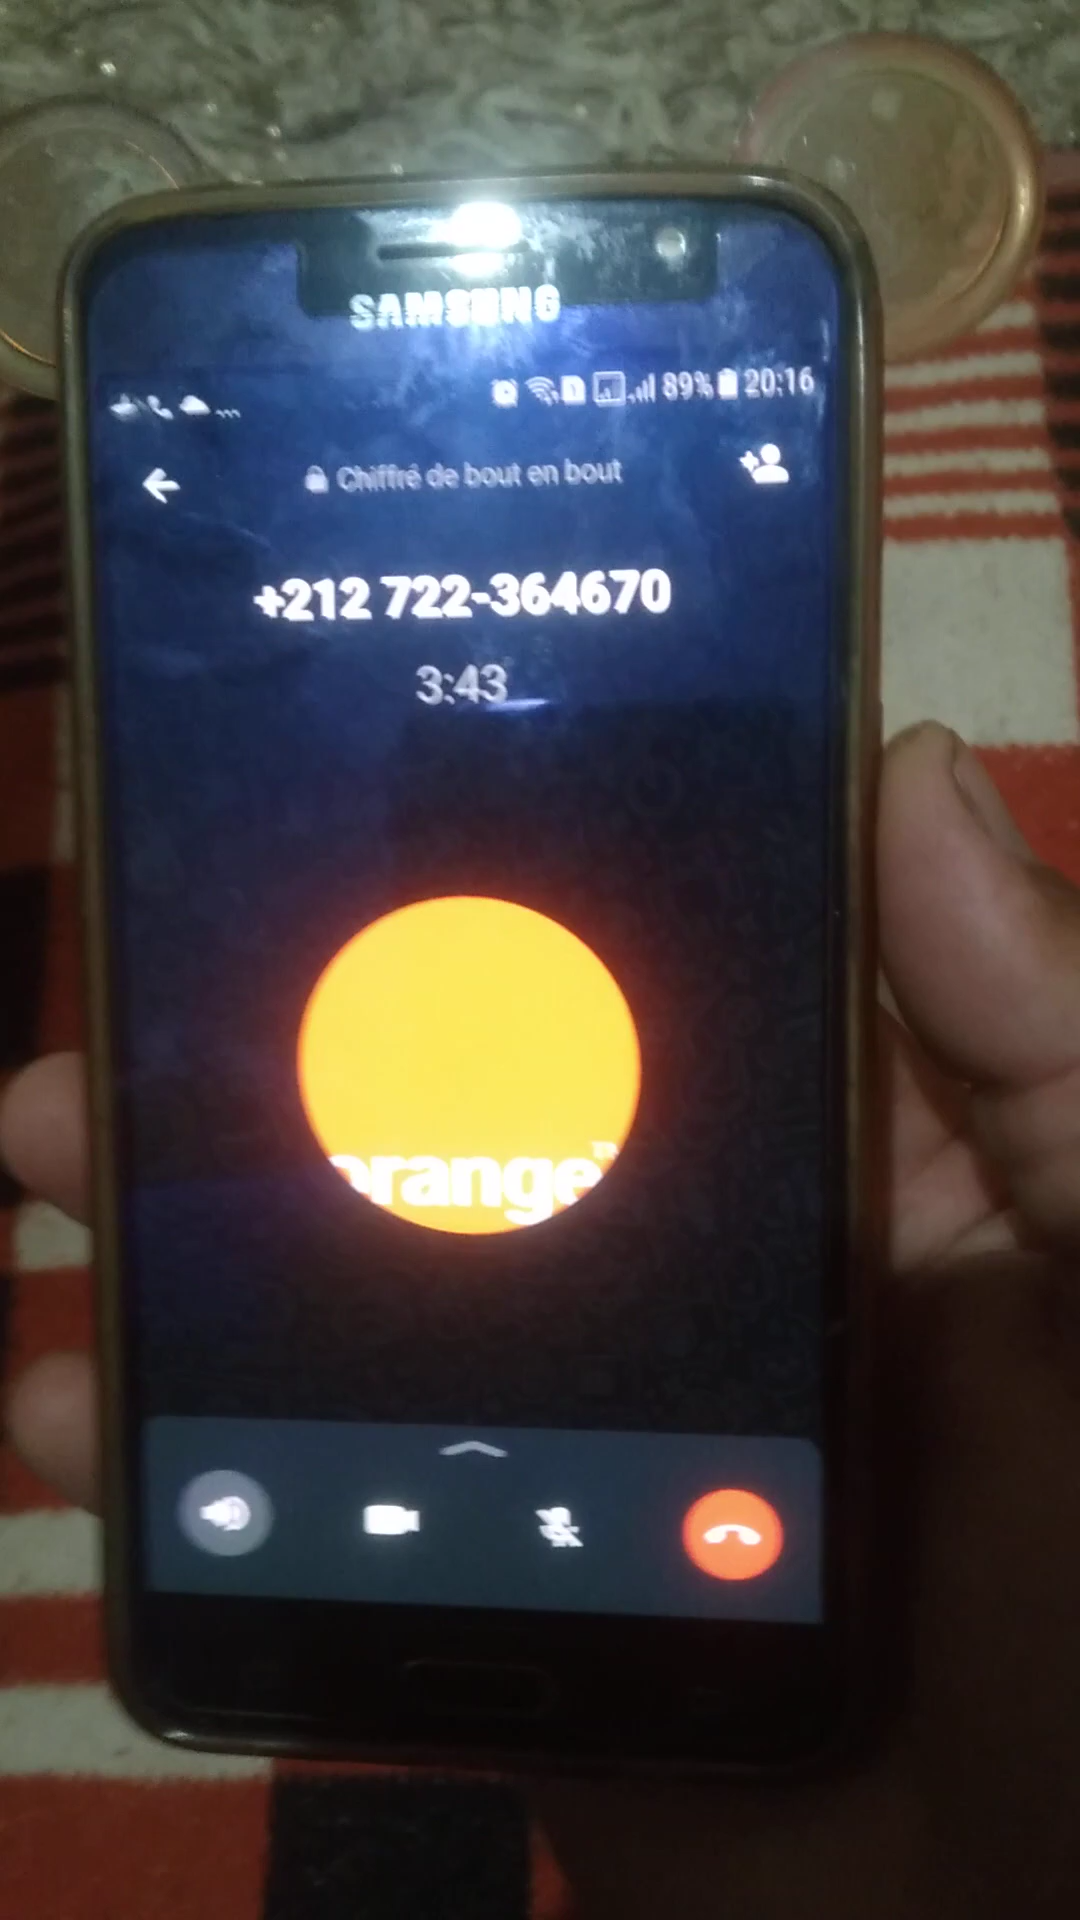 SAMSUNG
89% 20:16
Chiffré de bout en bout
+212 722-364670
3:43
orange